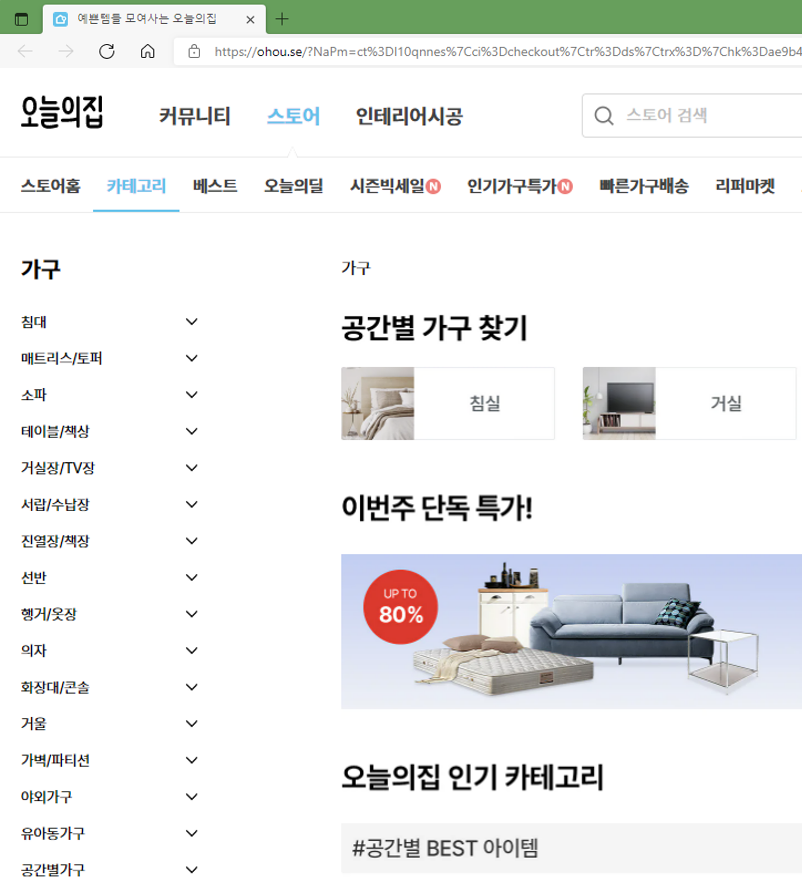 예쁜템들 모여사는 오늘의집
https://ohou.se/?NaPm=ct%3Dl10qnnes%7Cci%3Dcheckout%7Ctr%3Dds%7Ctrx%3D%7Chk%3Dae9b4
오늘의집 커뮤니티 스토어 인테리어시공 스토어 검색
스토어홈 카테고리 베스트 오늘의딜 시즌빅세일 N 인기가구특가 N 빠른가구배송 리퍼마켓
가구
침대
매트리스/토퍼
소파
테이블/책상
거실장/TV장
서랍/수납장
진열장/책장
선반
행거/옷장
의자
화장대/콘솔
거울
가벽/파티션
야외가구
유아동가구
공간별가구
가구
공간별 가구 찾기
침실 거실
이번주 단독 특가!
UP TO
80%
오늘의집 인기 카테고리
#공간별 BEST 아이템